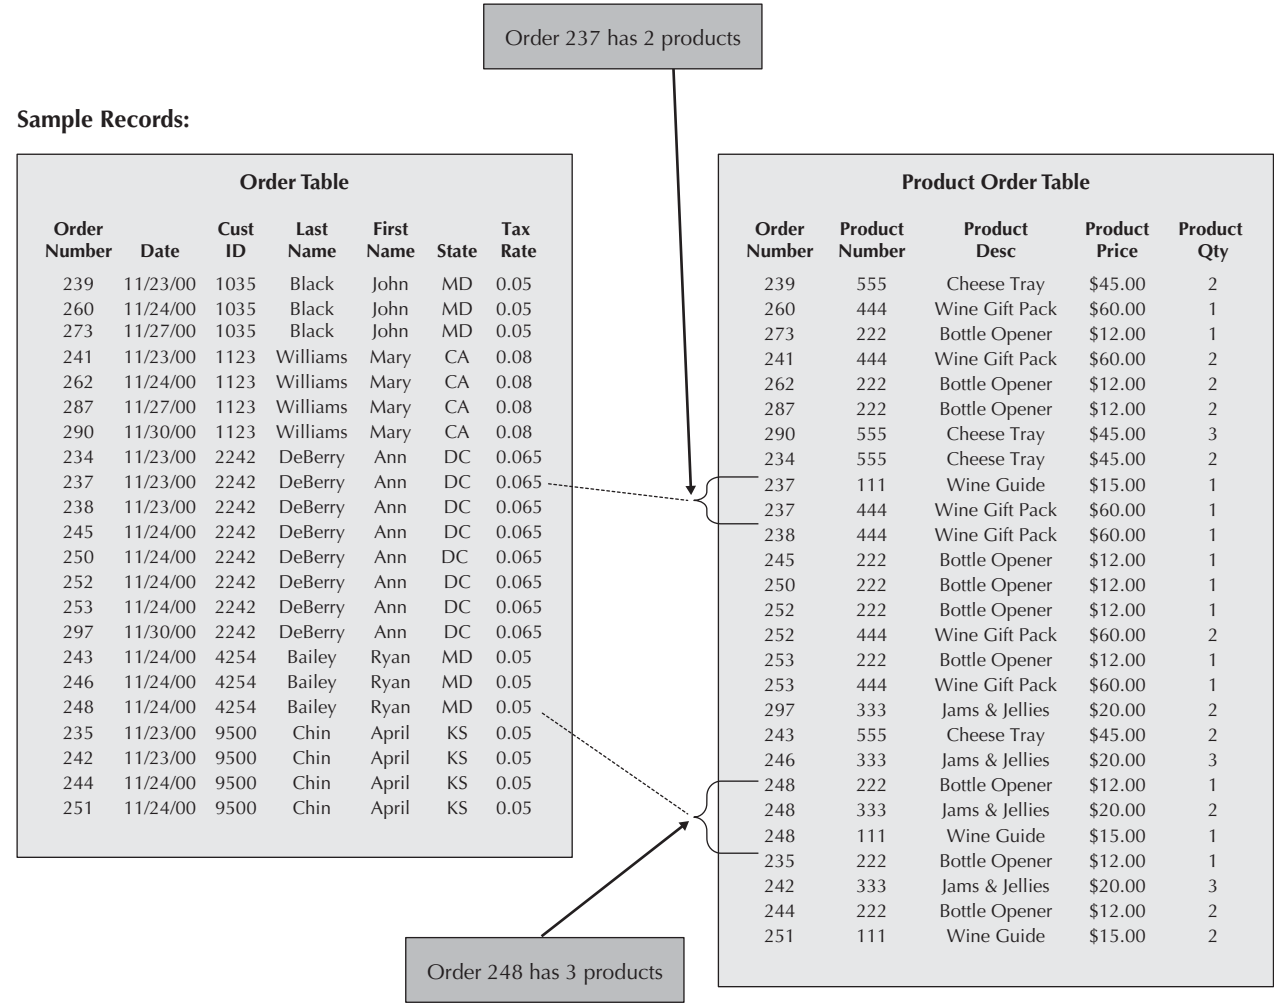 Order 237 has 2 products
Sample Records:
Order Table
Order Cust Last First Tax
Number Date ID Name Name State Rate
239 11/23/00 1035 Black John MD 0.05
260 11/24/00 1035 Black John MD 0.05
273 11/27/00 1035 Black John MD 0.05
241 11/23/00 1123 Williams Mary CA 0.08
262 11/24/00 1123 Williams Mary CA 0.08
287 11/27/00 1123 Williams Mary CA 0.08
290 11/30/00 1123 Williams Mary CA 0.08
234 11/23/00 2242 DeBerry Ann DC 0.065
237 11/23/00 2242 DeBerry Ann DC 0.065
238 11/23/00 2242 DeBerry Ann DC 0.065
245 11/24/00 2242 DeBerry Ann DC 0.065
250 11/24/00 2242 DeBerry Ann DC 0.065
252 11/24/00 2242 DeBerry Ann DC 0.065
253 11/24/00 2242 DeBerry Ann DC 0.065
297 11/30/00 2242 DeBerry Ann DC 0.065
243 11/24/00 4254 Bailey Ryan MD 0.05
246 11/24/00 4254 Bailey Ryan MD 0.05
248 11/24/00 4254 Bailey Ryan MD 0.05
235 11/23/00 9500 Chin April KS 0.05
242 11/23/00 9500 Chin April KS 0.05
244 11/24/00 9500 Chin April KS 0.05
251 11/24/00 9500 Chin April KS 0.05
Product Order Table
Order Product Product Product Product
Number Number Desc Price Qty
239 555 Cheese Tray $45.00 2
260 444 Wine Gift Pack $60.00 1
273 222 Bottle Opener $12.00 1
241 444 Wine Gift Pack $60.00 2
262 222 Bottle Opener $12.00 2
287 222 Bottle Opener $12.00 2
290 555 Cheese Tray $45.00 3
234 555 Cheese Tray $45.00 2
237 111 Wine Guide $15.00 1
237 444 Wine Gift Pack $60.00 1
238 444 Wine Gift Pack $60.00 1
245 222 Bottle Opener $12.00 1
250 222 Bottle Opener $12.00 1
252 222 Bottle Opener $12.00 1
252 444 Wine Gift Pack $60.00 2
253 222 Bottle Opener $12.00 1
253 444 Wine Gift Pack $60.00 1
297 333 Jams & Jellies $20.00 2
243 555 Cheese Tray $45.00 2
246 333 Jams & Jellies $20.00 3
248 222 Bottle Opener $12.00 1
248 333 Jams & Jellies $20.00 2
248 111 Wine Guide $15.00 1
235 222 Bottle Opener $12.00 1
242 333 Jams & Jellies $20.00 3
244 222 Bottle Opener $12.00 2
251 111 Wine Guide $15.00 2
Order 248 has 3 products